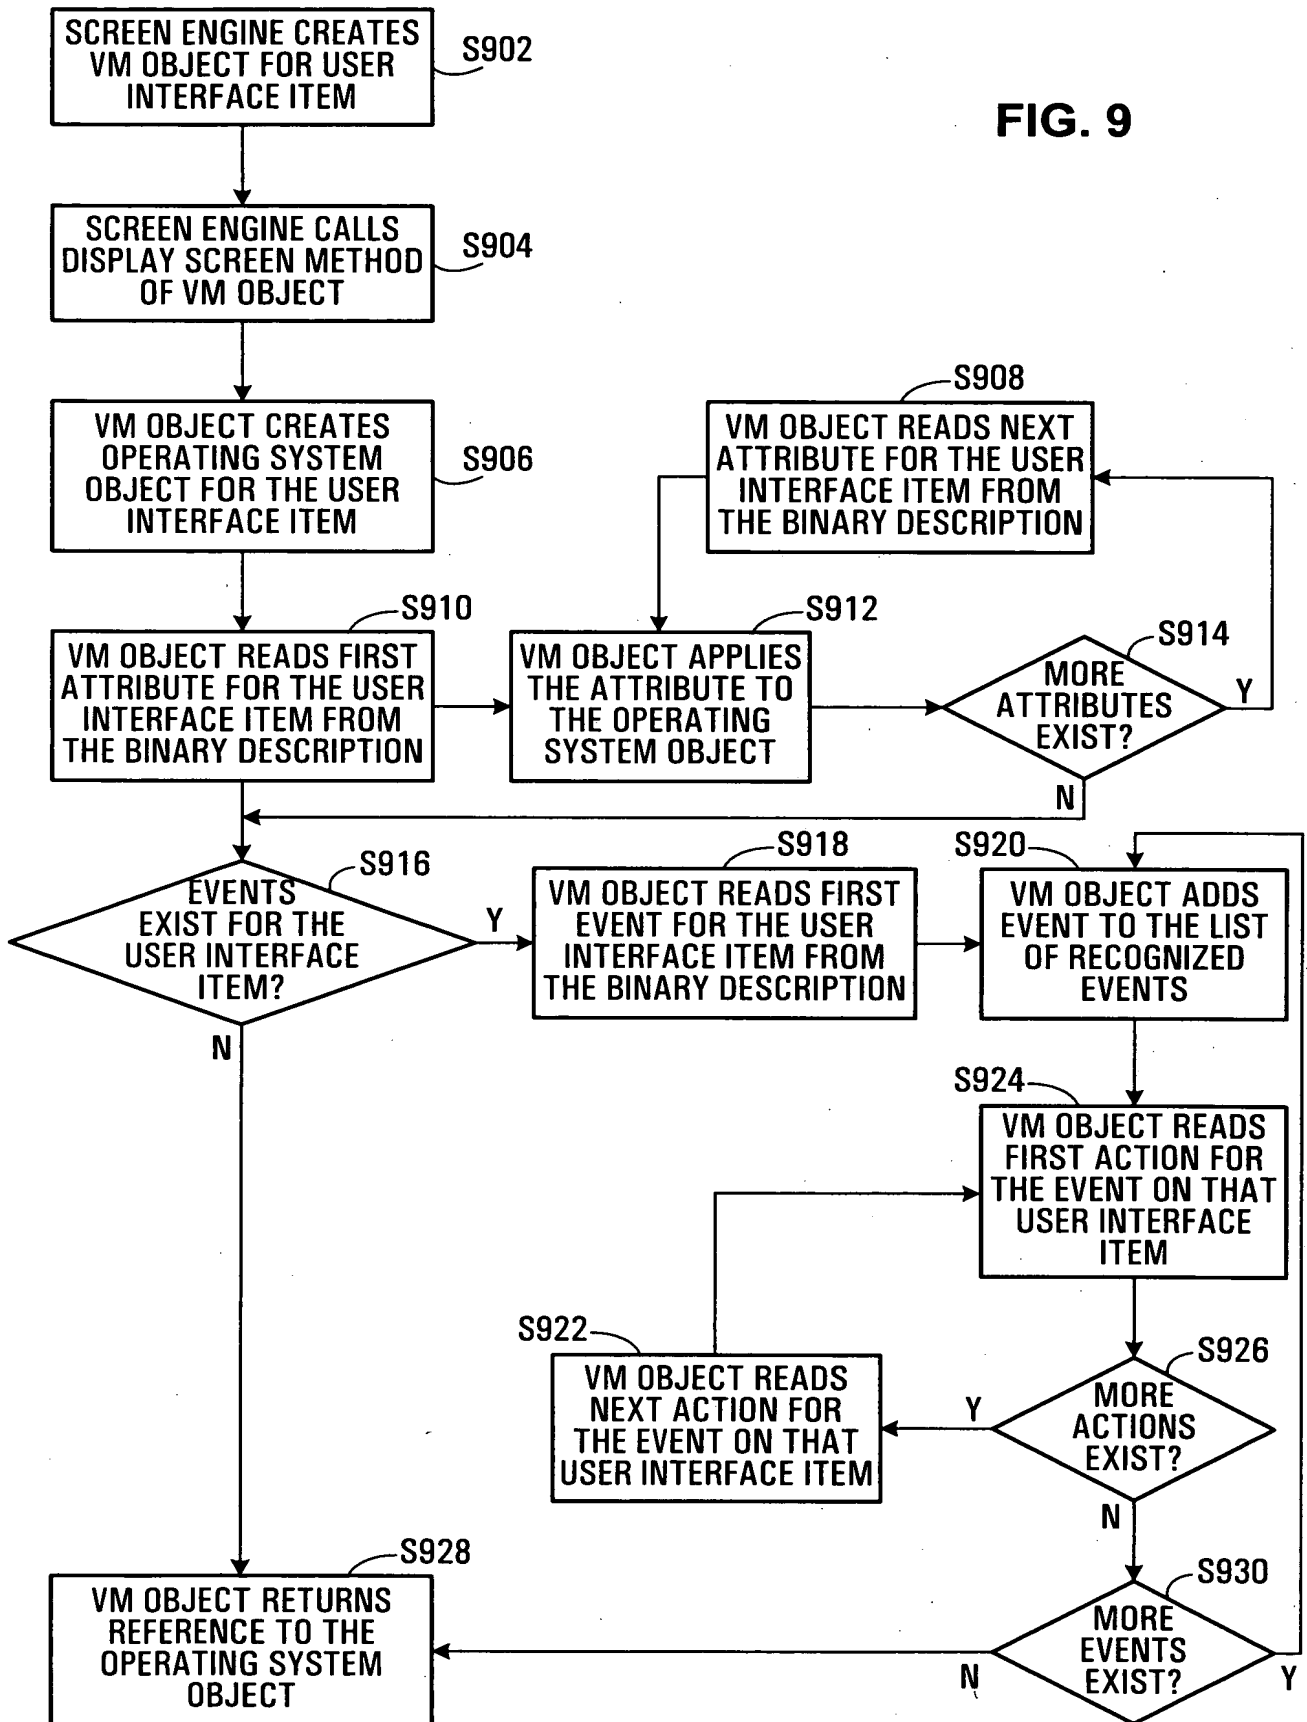 SCREEN ENGINE CREATES
VM OBJECT FOR USER
INTERFACE ITEM
S902
FIG. 9
SCREEN ENGINE CALLS
DISPLAY SCREEN METHOD
OF VM OBJECT
S904
VM OBJECT CREATES
OPERATING SYSTEM
OBJECT FOR THE USER
INTERFACE ITEM
S906
S908
VM OBJECT READS NEXT
ATTRIBUTE FOR THE USER
INTERFACE ITEM FROM
THE BINARY DESCRIPTION
S910
VM OBJECT READS FIRST
ATTRIBUTE FOR THE USER
INTERFACE ITEM FROM
THE BINARY DESCRIPTION
S912
VM OBJECT APPLIES
THE ATTRIBUTE TO
THE OPERATING
SYSTEM OBJECT
S914
MORE
ATTRIBUTES
EXIST?
Y
N
S916
EVENTS
EXIST FOR THE
USER INTERFACE
ITEM?
Y
N
S918
VM OBJECT READS FIRST
EVENT FOR THE USER
INTERFACE ITEM FROM
THE BINARY DESCRIPTION
S920
VM OBJECT ADDS
EVENT TO THE LIST
OF RECOGNIZED
EVENTS
S924
VM OBJECT READS
FIRST ACTION FOR
THE EVENT ON THAT
USER INTERFACE
ITEM
S922
VM OBJECT READS
NEXT ACTION FOR
THE EVENT ON THAT
USER INTERFACE ITEM
S926
MORE
ACTIONS
EXIST?
Y
N
S928
VM OBJECT RETURNS
REFERENCE TO THE
OPERATING SYSTEM
OBJECT
S930
MORE
EVENTS
EXIST?
N
Y